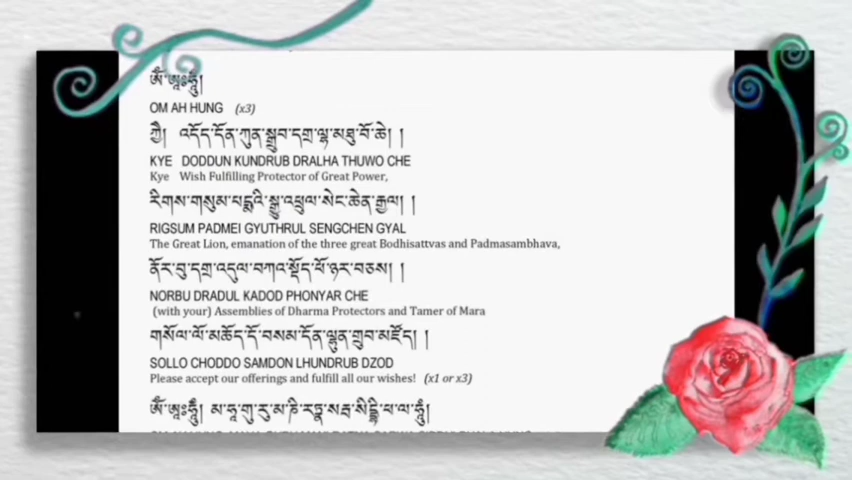 ༀ་ཨཱཿཧཱུྃ།
OM AH HUNG (x3)
ཀྱེ། འདོད་དོན་ཀུན་སྒྲུབ་དགྲ་ལྷ་མཐུ་བོ་ཆེ། །
KYE DODDUN KUNDRUB DRALHA THUWO CHE
Kye Wish Fulfilling Protector of Great Power,
རིགས་གསུམ་པདྨའི་སྒྱུ་འཕྲུལ་སེང་ཆེན་རྒྱལ། །
RIGSUM PADMEI GYUTHRUL SENGCHEN GYAL
The Great Lion, emanation of the three great Bodhisattvas and Padmasambhava,
ནོར་བུ་དགྲ་འདུལ་བཀའ་སྡོད་ཕོ་ཉར་བཅས། །
NORBU DRADUL KADOD PHONYAR CHE
(with your) Assemblies of Dharma Protectors and Tamer of Mara
གསོལ་ལོ་མཆོད་དོ་བསམ་དོན་ལྷུན་གྲུབ་མཛོད། །
SOLLO CHODDO SAMDON LHUNDRUB DZOD
Please accept our offerings and fulfill all our wishes! (x1 or x3)
ༀ་ཨཱཿཧཱུྃ། མ་ཧཱ་གུ་རུ་མ་ཎི་རཏྣ་སརྦ་སིདྡྷི་ཕ་ལ་ཧཱུྃ།